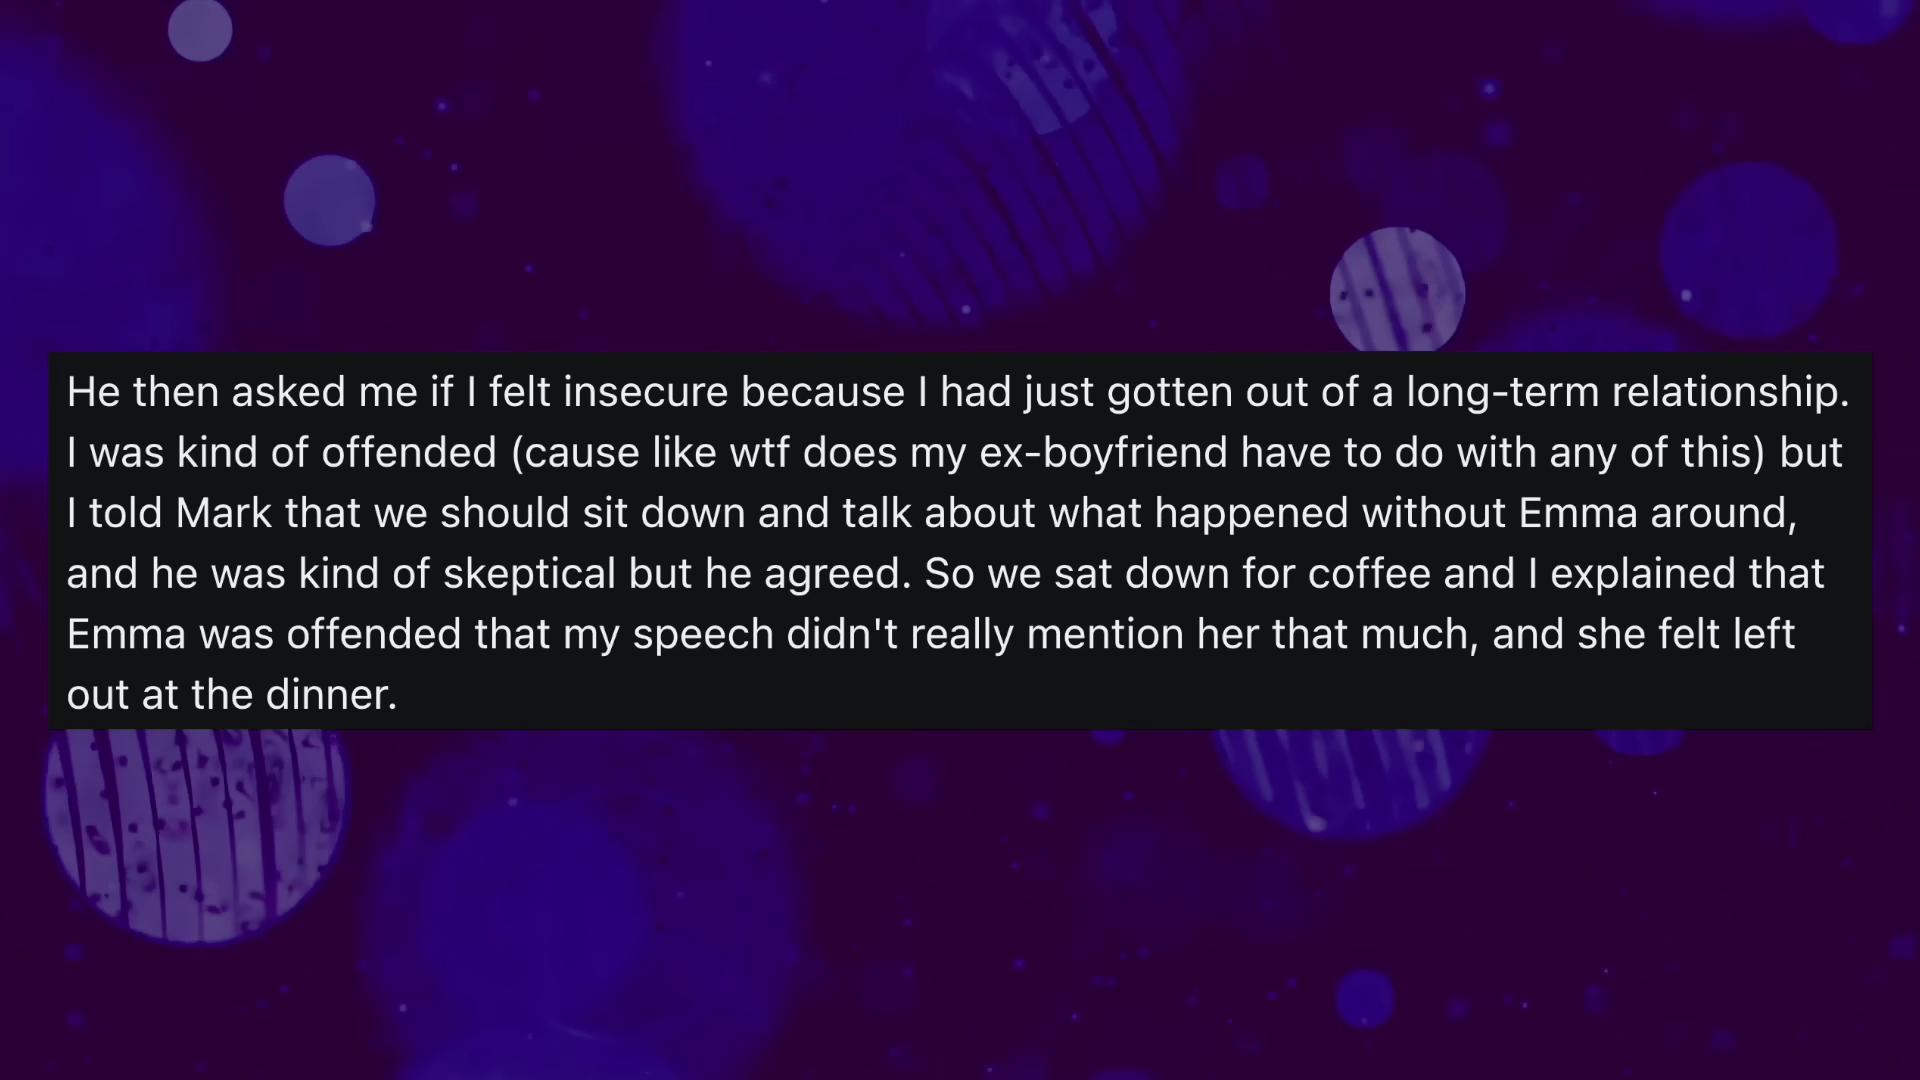 He then asked me if I felt insecure because I had just gotten out of a long-term relationship.
I was kind of offended (cause like wtf does my ex-boyfriend have to do with any of this) but
I told Mark that we should sit down and talk about what happened without Emma around,
and he was kind of skeptical but he agreed. So we sat down for coffee and I explained that
Emma was offended that my speech didn't really mention her that much, and she felt left
out at the dinner.